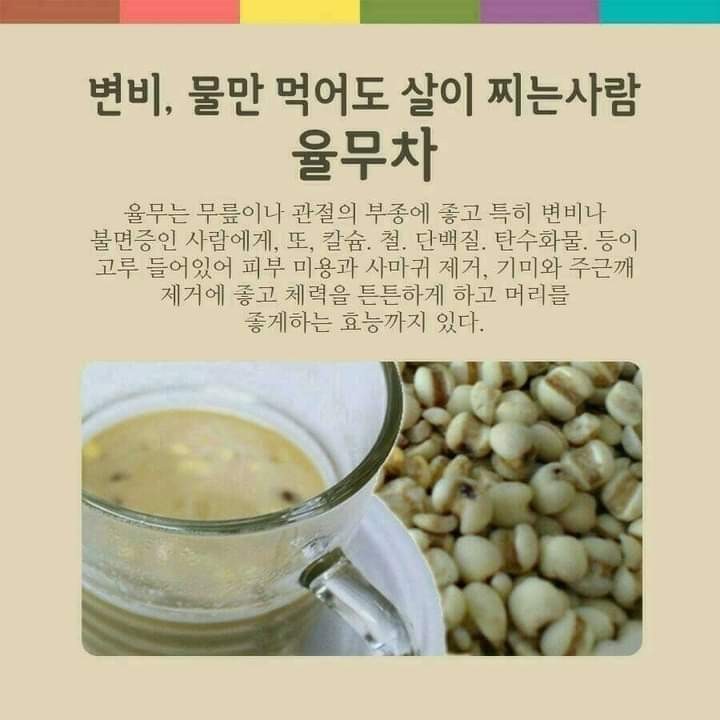 변비, 물만 먹어도 살이 찌는사람
율무차
율무는 무릎이나 관절의 부종에 좋고 특히 변비나
불면증인 사람에게, 또, 칼슘. 철. 단백질. 탄수화물. 등이
고루 들어있어 피부 미용과 사마귀 제거, 기미와 주근깨
제거에 좋고 체력을 튼튼하게 하고 머리를
좋게하는 효능까지 있다.